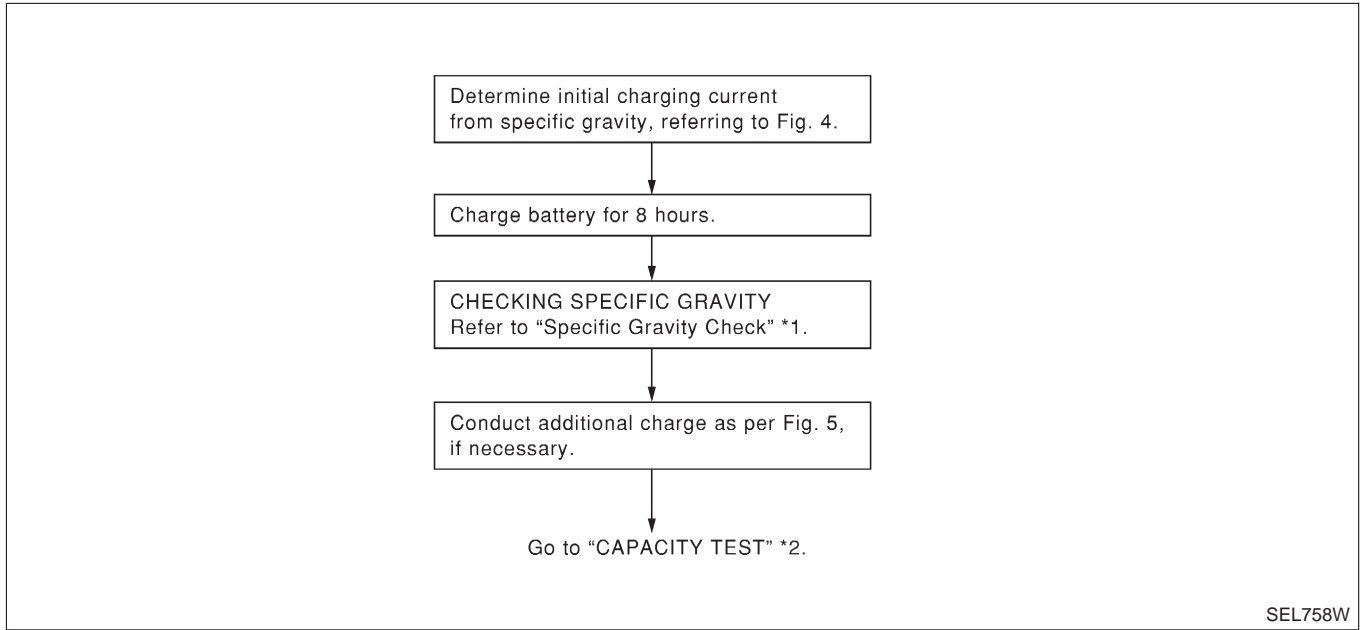 Determine initial charging current
from specific gravity, referring to Fig. 4.
Charge battery for 8 hours.
CHECKING SPECIFIC GRAVITY
Refer to “Specific Gravity Check” *1.
Conduct additional charge as per Fig. 5,
if necessary.
Go to “CAPACITY TEST” *2.
SEL758W